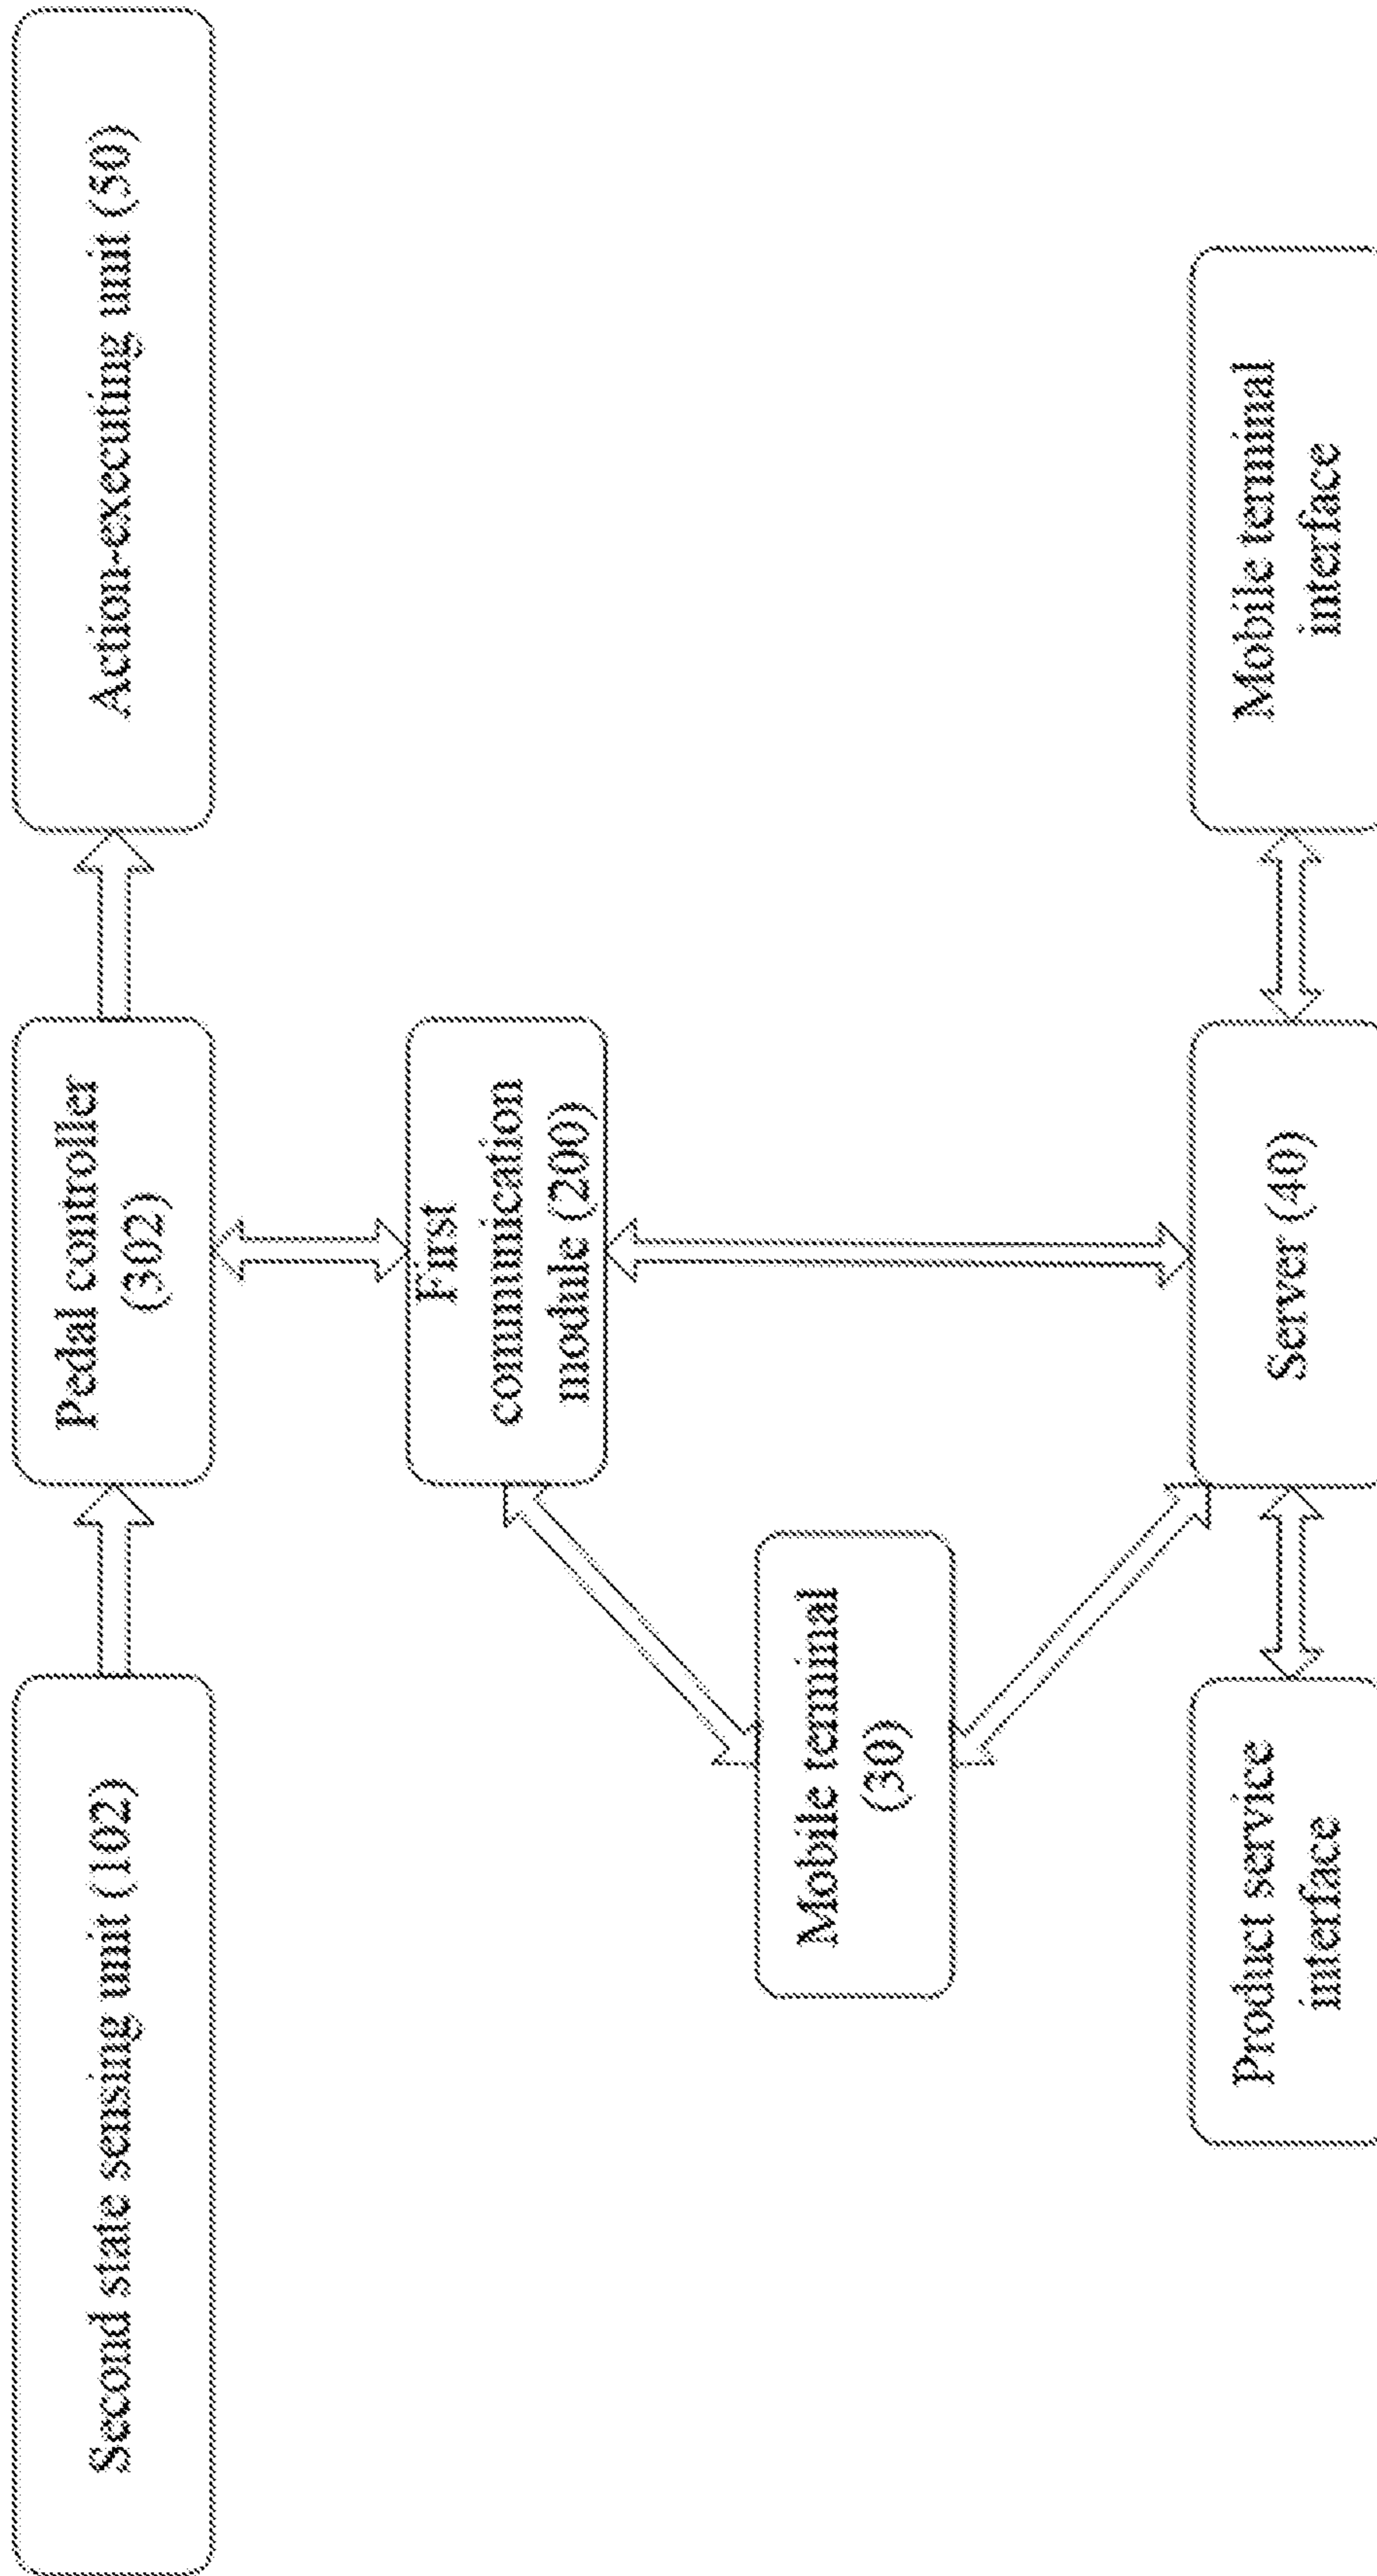 Second state sensing unit (102)
Pedal controller
(302)
Action-executing unit (50)
First
communication
module (200)
Mobile terminal
(30)
Product service
interface
Server (40)
Mobile terminal
interface